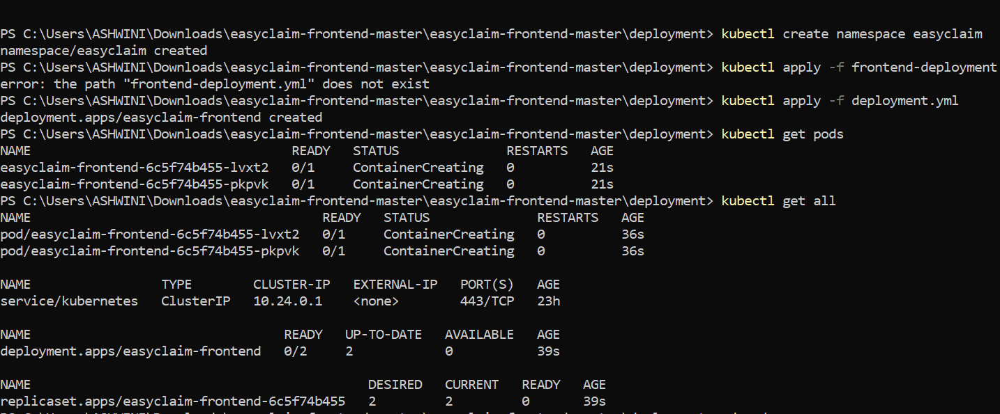 PS C:\Users\ASHWINI\Downloads\easyclaim-frontend-master\easyclaim-frontend-master\deployment> kubectl create namespace easyclaim
namespace/easyclaim created
PS C:\Users\ASHWINI\Downloads\easyclaim-frontend-master\easyclaim-frontend-master\deployment> kubectl apply -f frontend-deployment
error: the path "frontend-deployment.yml" does not exist
PS C:\Users\ASHWINI\Downloads\easyclaim-frontend-master\easyclaim-frontend-master\deployment> kubectl apply -f deployment.yml
deployment.apps/easyclaim-frontend created
PS C:\Users\ASHWINI\Downloads\easyclaim-frontend-master\easyclaim-frontend-master\deployment> kubectl get pods
NAME READY STATUS RESTARTS AGE
easyclaim-frontend-6c5f74b455-lvxt2 0/1 ContainerCreating 0 21s
easyclaim-frontend-6c5f74b455-pkpvk 0/1 ContainerCreating 0 21s
PS C:\Users\ASHWINI\Downloads\easyclaim-frontend-master\easyclaim-frontend-master\deployment> kubectl get all
NAME READY STATUS RESTARTS AGE
pod/easyclaim-frontend-6c5f74b455-lvxt2 0/1 ContainerCreating 0 36s
pod/easyclaim-frontend-6c5f74b455-pkpvk 0/1 ContainerCreating 0 36s
NAME TYPE CLUSTER-IP EXTERNAL-IP PORT(S) AGE
service/kubernetes ClusterIP 10.24.0.1 <none> 443/TCP 23h
NAME READY UP-TO-DATE AVAILABLE AGE
deployment.apps/easyclaim-frontend 0/2 2 0 39s
NAME DESIRED CURRENT READY AGE
replicaset.apps/easyclaim-frontend-6c5f74b455 2 2 0 39s